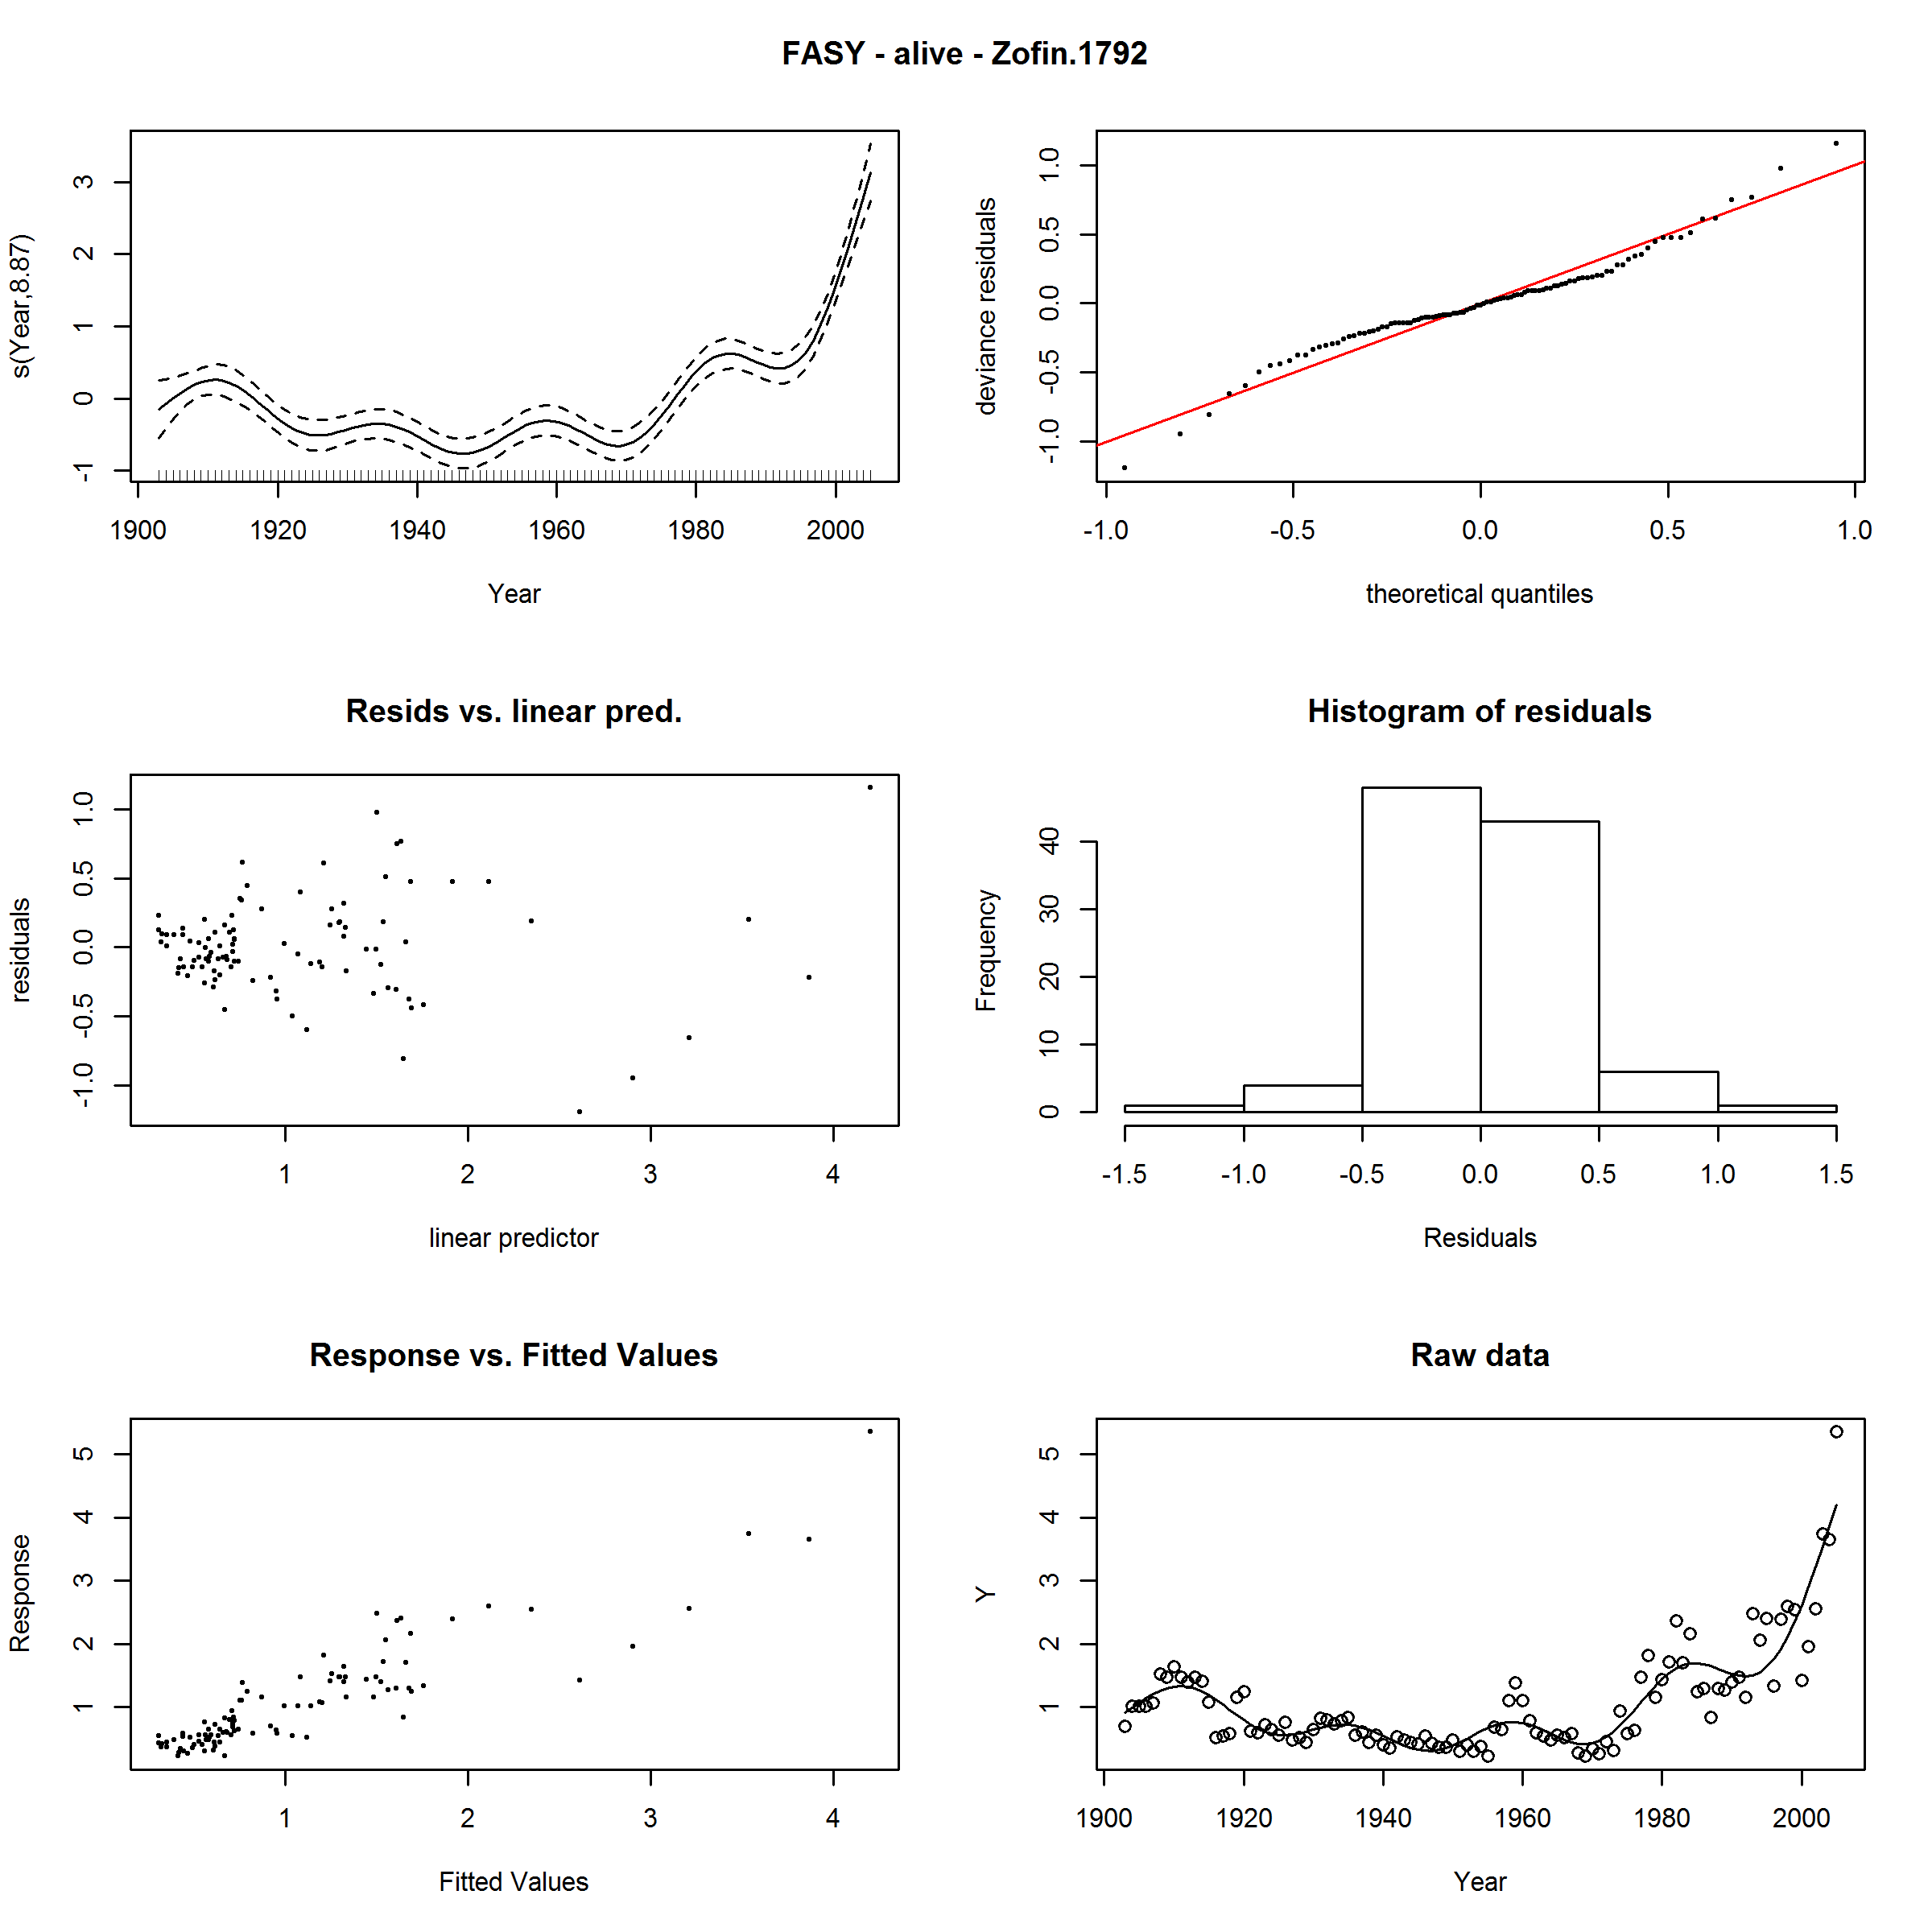 FASY - alive - Zofin.1792
s(Year,8.87)
3
2
1
0
-1
1900 1920 1940 1960 1980 2000
Year
deviance residuals
1.0
0.5
0.0
-0.5
-1.0
-1.0 -0.5 0.0 0.5 1.0
theoretical quantiles
Resids vs. linear pred.
residuals
1.0
0.5
0.0
-0.5
-1.0
1 2 3 4
linear predictor
Histogram of residuals
Frequency
40
30
20
10
0
-1.5 -1.0 -0.5 0.0 0.5 1.0 1.5
Residuals
Response vs. Fitted Values
Response
5
4
3
2
1
1 2 3 4
Fitted Values
Raw data
Y
5
4
3
2
1
1900 1920 1940 1960 1980 2000
Year